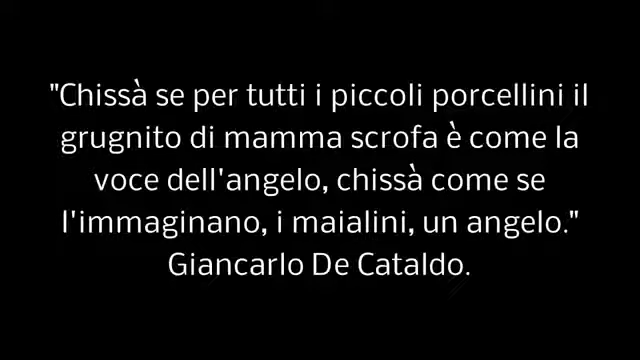 "Chissà se per tutti i piccoli porcellini il
grugnito di mamma scrofa è come la
voce dell'angelo, chissà come se
l'immaginano, i maialini, un angelo."
Giancarlo De Cataldo.